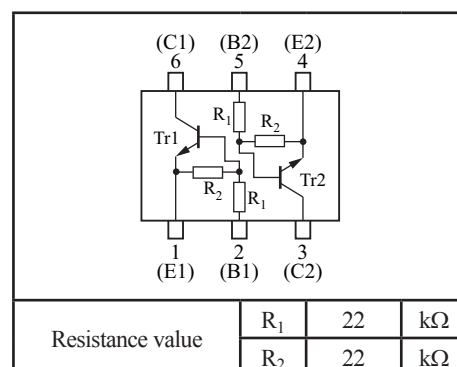 (C1) (B2) (E2)
6 5 4
R1
R2
Tr1
Tr2
R2
R1
1 2 3
(E1) (B1) (C2)
Resistance value R1 22 kΩ
R2 22 kΩ